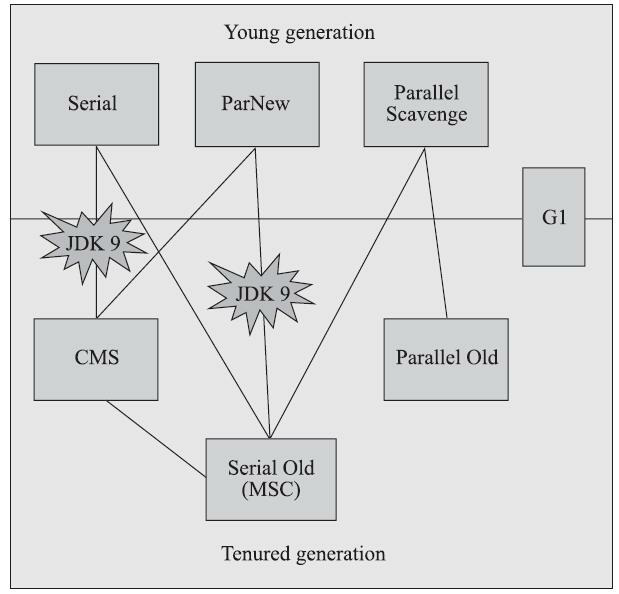 Young generation
Serial
ParNew
Parallel
Scavenge
G1
JDK 9
JDK 9
CMS
Parallel Old
Serial Old
(MSC)
Tenured generation